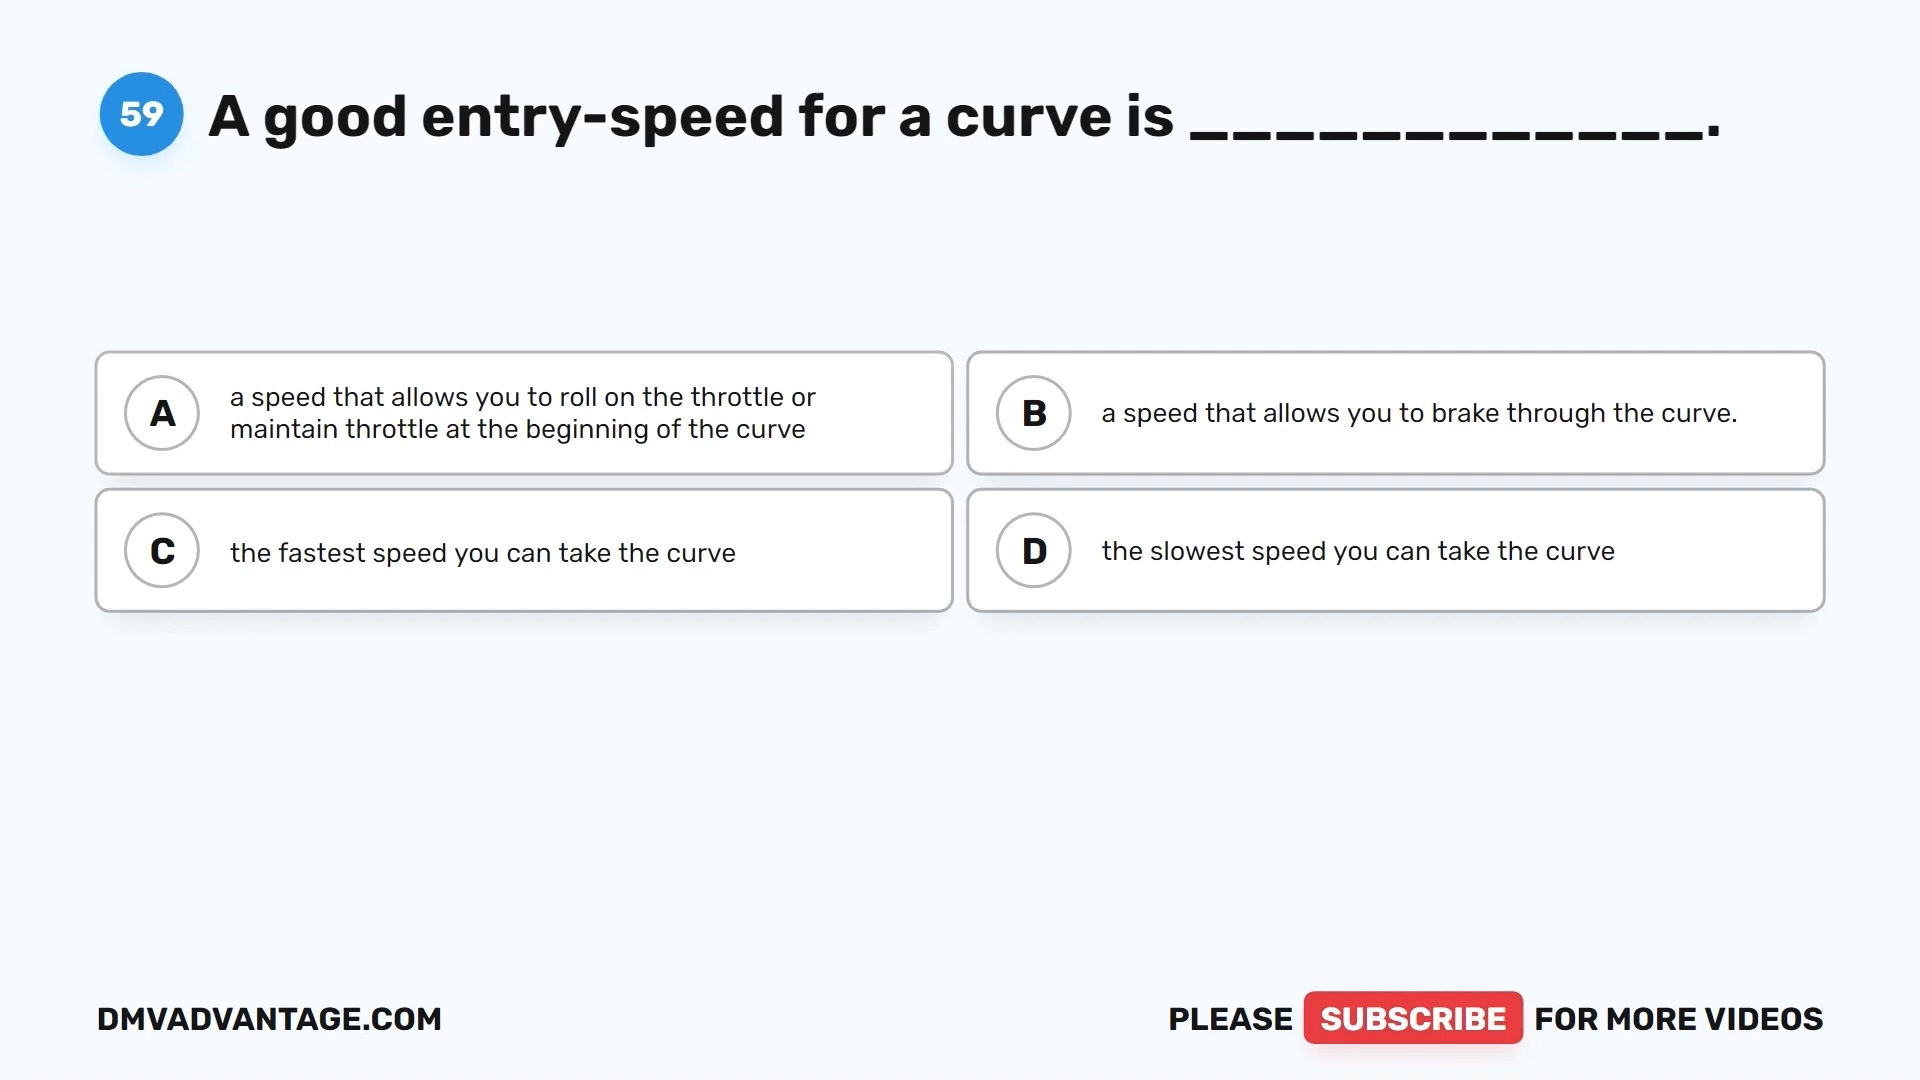 59 A good entry-speed for a curve is ____________.
A a speed that allows you to roll on the throttle or
maintain throttle at the beginning of the curve
B a speed that allows you to brake through the curve.
C the fastest speed you can take the curve
D the slowest speed you can take the curve
DMVADVANTAGE.COM
PLEASE SUBSCRIBE FOR MORE VIDEOS